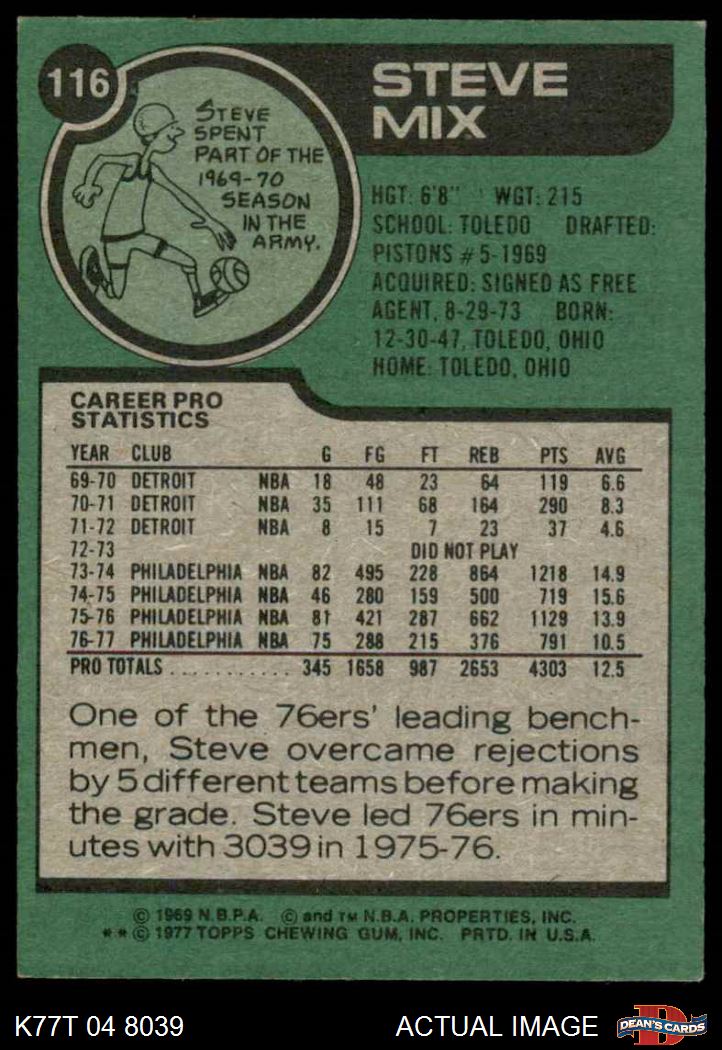 116
STEVE
MIX
STEVE
SPENT
PART OF THE
1969-70
SEASON
IN THE
ARMY.
HGT: 6'8" WGT: 215
SCHOOL: TOLEDO DRAFTED:
PISTONS #5-1969
ACQUIRED: SIGNED AS FREE
AGENT, 8-29-73 BORN:
12-30-47, TOLEDO, OHIO
HOME: TOLEDO, OHIO
CAREER PRO
STATISTICS
YEAR CLUB G FG FT REB PTS AVG
69-70 DETROIT NBA 18 48 23 64 119 6.6
70-71 DETROIT NBA 35 111 68 164 290 8.3
71-72 DETROIT NBA 8 15 7 23 37 4.6
72-73 DID NOT PLAY
73-74 PHILADELPHIA NBA 82 495 228 864 1218 14.9
74-75 PHILADELPHIA NBA 46 280 159 500 719 15.6
75-76 PHILADELPHIA NBA 81 421 287 662 1129 13.9
76-77 PHILADELPHIA NBA 75 288 215 376 791 10.5
PRO TOTALS........... 345 1658 987 2653 4303 12.5
One of the 76ers' leading bench-
men, Steve overcame rejections
by 5 different teams before making
the grade. Steve led 76ers in min-
utes with 3039 in 1975-76.
© 1969 N.B.P.A. © and TM N.B.A. PROPERTIES, INC.
**© 1977 TOPPS CHEWING GUM, INC. PRTD. IN U.S.A.
K77T 04 8039 ACTUAL IMAGE
D
DEAN'S CARDS